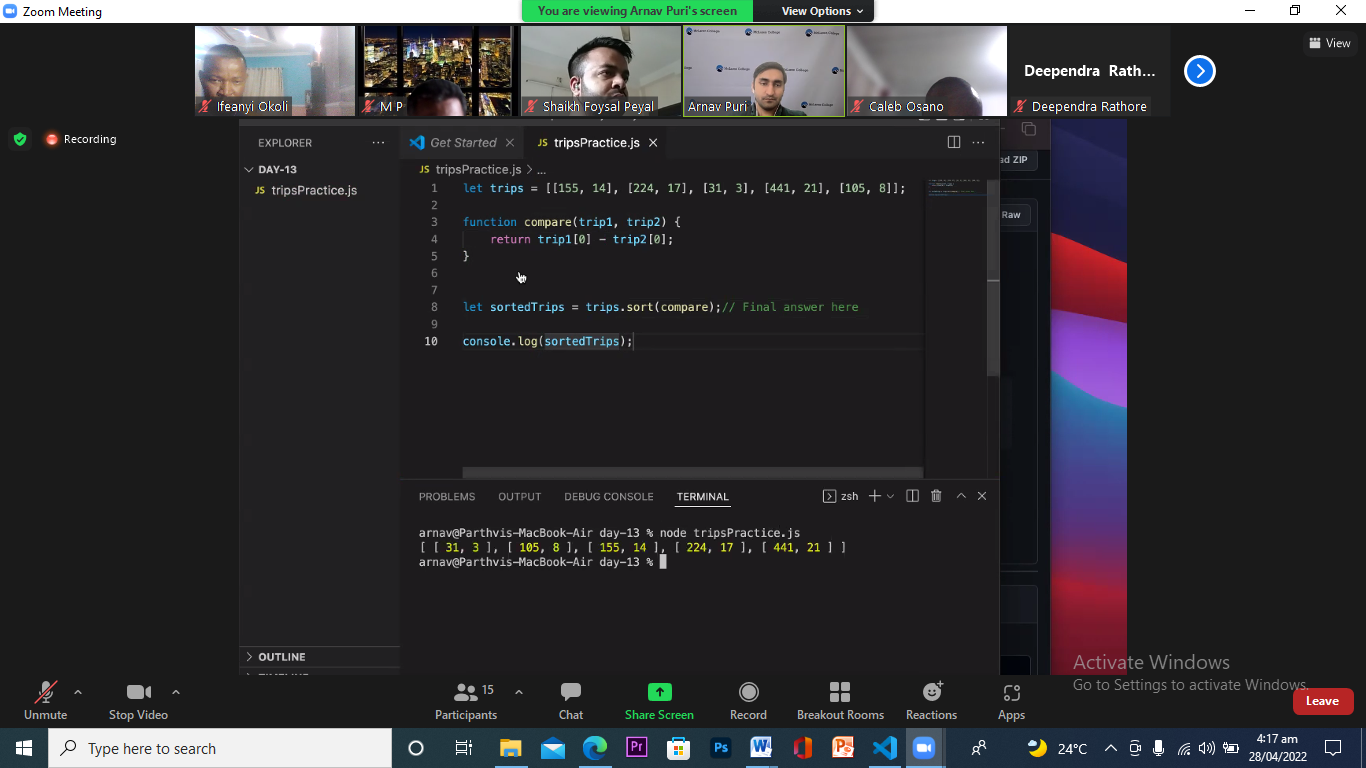 Zoom Meeting
You are viewing Arnav Puri's screen
View Options
View
Ifeanyi Okoli
M P
Shaikh Foysal Peyal
McLaren College
Arnav Puri
Caleb Osano
Deependra Rath...
Deependra Rathore
Recording
EXPLORER
DAY-13
JS tripsPractice.js
Get Started
JS tripsPractice.js
JS tripsPractice.js > ...
1 let trips = [[155, 14], [224, 17], [31, 3], [441, 21], [105, 8]];
2
3 function compare(trip1, trip2) {
4 return trip1[0] - trip2[0];
5 }
6
7
8 let sortedTrips = trips.sort(compare);// Final answer here
9
10 console.log(sortedTrips);
ad ZIP
Raw
PROBLEMS OUTPUT DEBUG CONSOLE TERMINAL
zsh
arnav@Parthvis-MacBook-Air day-13 % node tripsPractice.js
[ [ 31, 3 ], [ 105, 8 ], [ 155, 14 ], [ 224, 17 ], [ 441, 21 ] ]
arnav@Parthvis-MacBook-Air day-13 %
OUTLINE
Activate Windows
Go to Settings to activate Windows.
15
Unmute
Stop Video
Participants
Chat
Share Screen
Record
Breakout Rooms
Reactions
Apps
Leave
Type here to search
Pr
Ps
W
P
24°C
4:17 am
28/04/2022